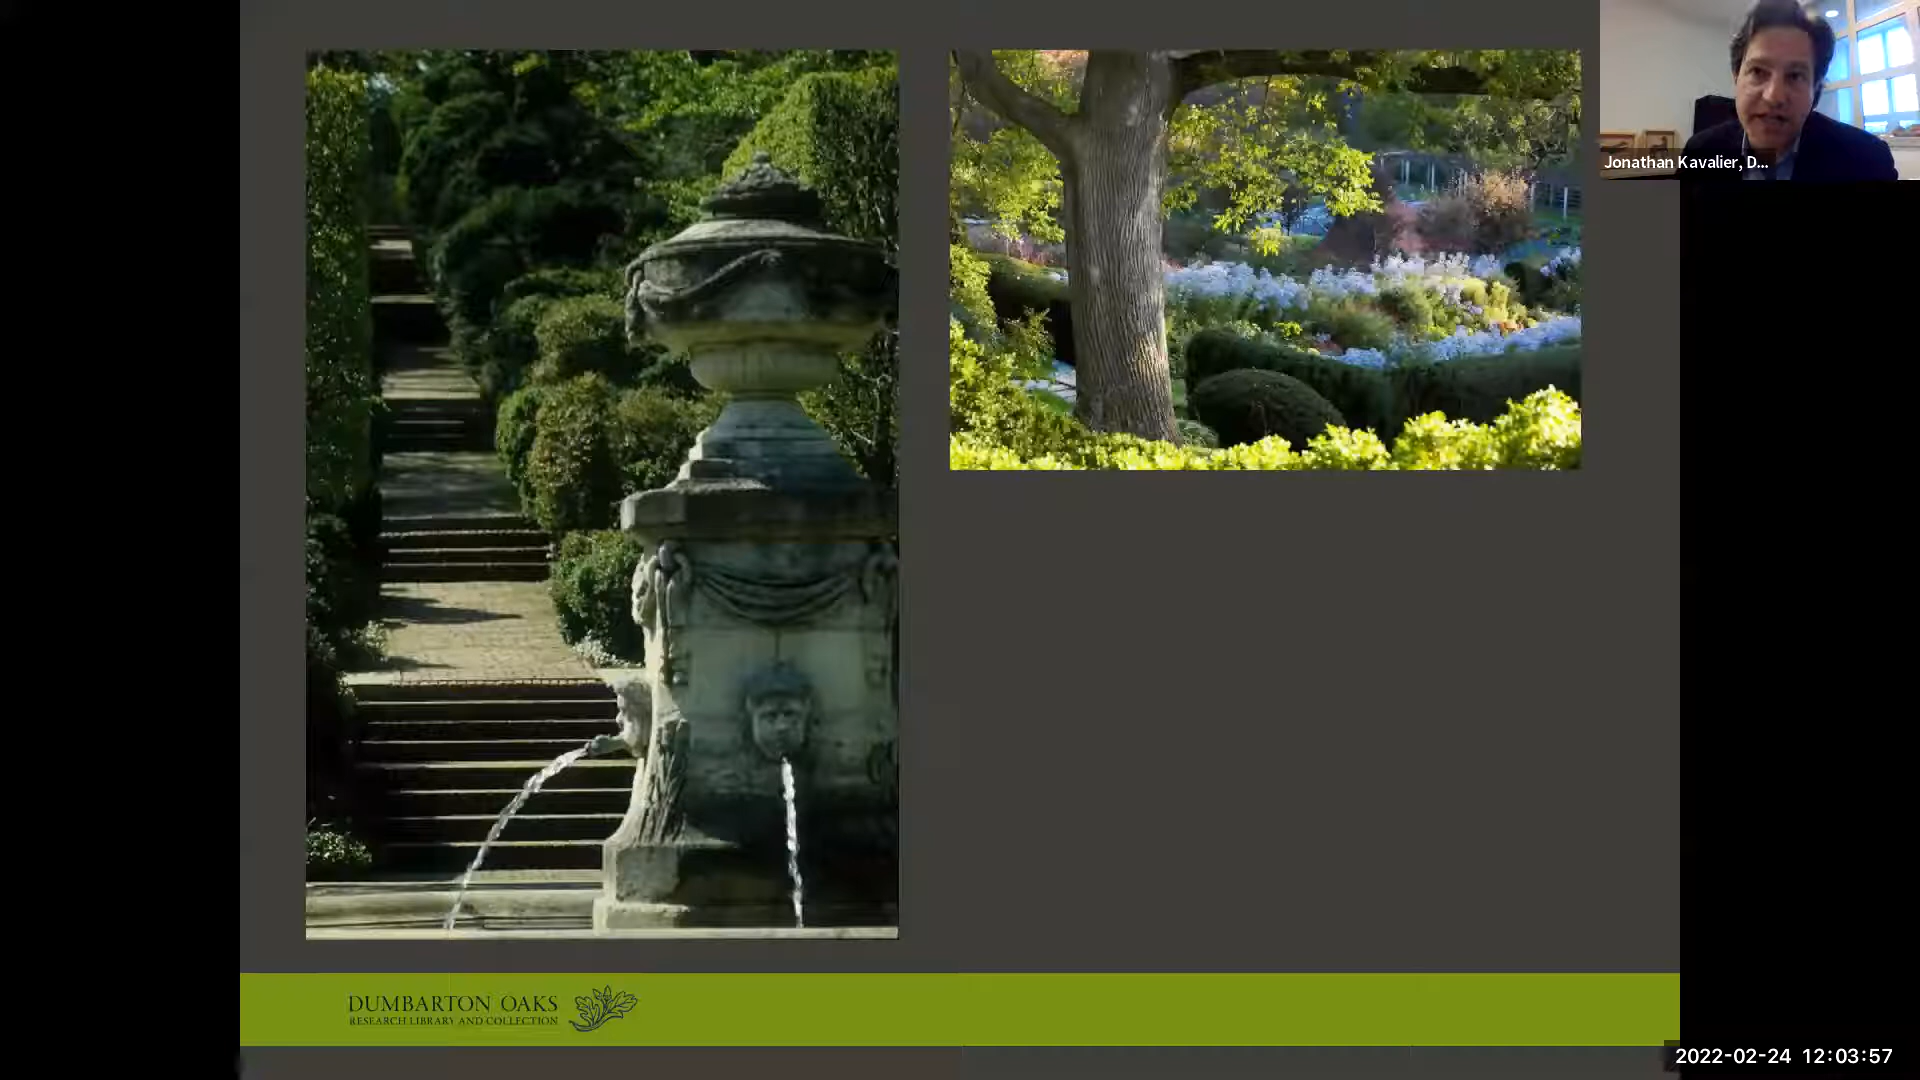 Jonathan Kavalier, D...
DUMBARTON OAKS
RESEARCH LIBRARY AND COLLECTION
2022-02-24 12:03:57